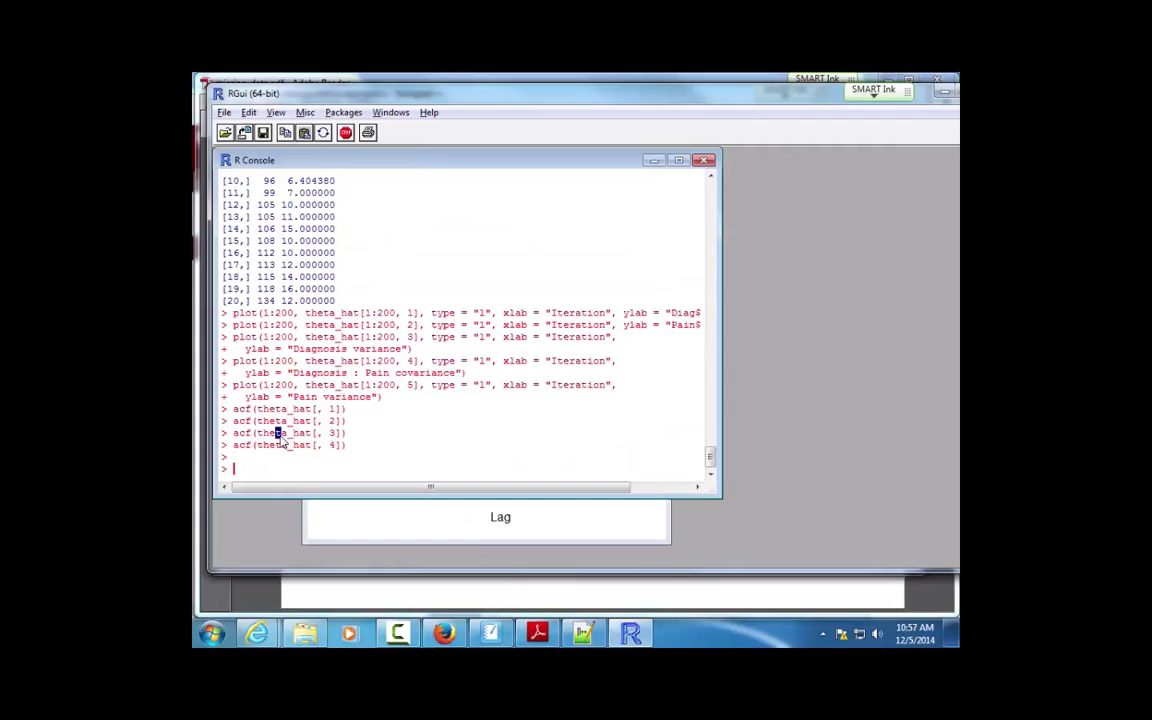 SMART Ink
RGui (64-bit)
SMART Ink
File Edit View Misc Packages Windows Help
STOP
R Console
[10,] 96 6.404380
[11,] 99 7.000000
[12,] 105 10.000000
[13,] 105 11.000000
[14,] 106 15.000000
[15,] 108 10.000000
[16,] 112 10.000000
[17,] 113 12.000000
[18,] 115 14.000000
[19,] 118 16.000000
[20,] 134 12.000000
> plot(1:200, theta_hat[1:200, 1], type = "l", xlab = "Iteration", ylab = "Diag$
> plot(1:200, theta_hat[1:200, 2], type = "l", xlab = "Iteration", ylab = "Pain$
> plot(1:200, theta_hat[1:200, 3], type = "l", xlab = "Iteration",
+ ylab = "Diagnosis variance")
> plot(1:200, theta_hat[1:200, 4], type = "l", xlab = "Iteration",
+ ylab = "Diagnosis : Pain covariance")
> plot(1:200, theta_hat[1:200, 5], type = "l", xlab = "Iteration",
+ ylab = "Pain variance")
> acf(theta_hat[, 1])
> acf(theta_hat[, 2])
> acf(theta_hat[, 3])
> acf(theta_hat[, 4])
>
>
Lag
10:57 AM
12/5/2014